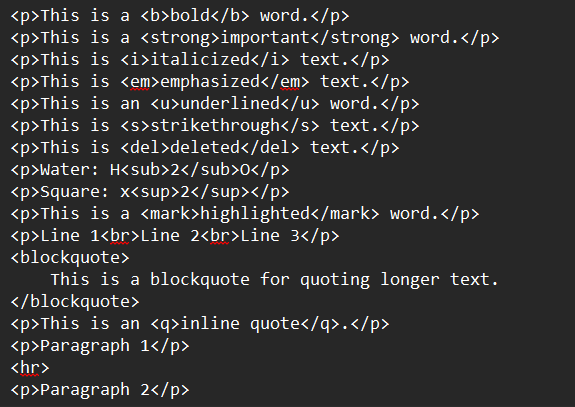 <p>This is a <b>bold</b> word.</p>
<p>This is a <strong>important</strong> word.</p>
<p>This is <i>italicized</i> text.</p>
<p>This is <em>emphasized</em> text.</p>
<p>This is an <u>underlined</u> word.</p>
<p>This is <s>strikethrough</s> text.</p>
<p>This is <del>deleted</del> text.</p>
<p>Water: H<sub>2</sub>O</p>
<p>Square: x<sup>2</sup></p>
<p>This is a <mark>highlighted</mark> word.</p>
<p>Line 1<br>Line 2<br>Line 3</p>
<blockquote>
    This is a blockquote for quoting longer text.
</blockquote>
<p>This is an <q>inline quote</q>.</p>
<p>Paragraph 1</p>
<hr>
<p>Paragraph 2</p>